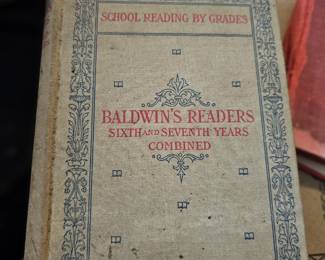 SCHOOL READING BY GRADES
BALDWIN'S READERS
SIXTH AND SEVENTH YEARS
COMBINED